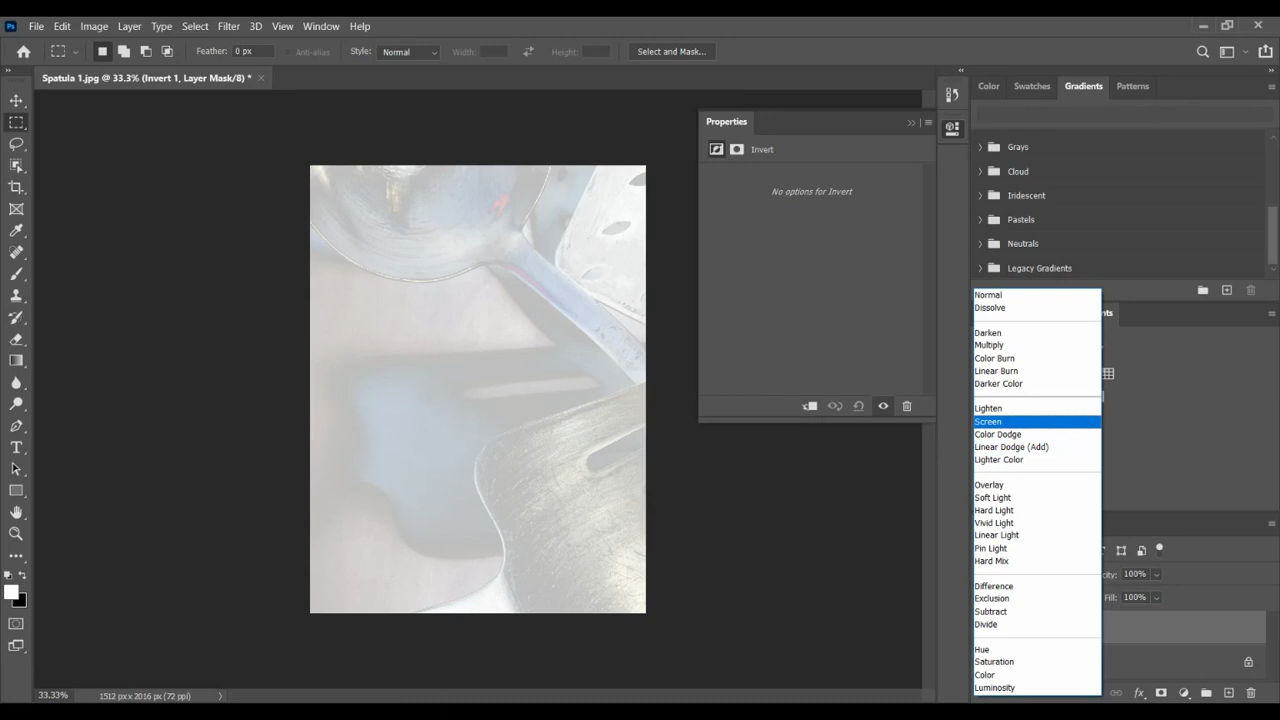 Ps File Edit Image Layer Type Select Filter 3D View Window Help
Feather: 0 px Anti-alias Style: Normal Width: Height: Select and Mask...
Spatula 1.jpg @ 33.3% (Invert 1, Layer Mask/8) * ×
Color Swatches Gradients Patterns
Properties
Invert
No options for Invert
Grays
Cloud
Iridescent
Pastels
Neutrals
Legacy Gradients
Normal
Dissolve
Darken
Multiply
Color Burn
Linear Burn
Darker Color
Lighten
Screen
Color Dodge
Linear Dodge (Add)
Lighter Color
Overlay
Soft Light
Hard Light
Vivid Light
Linear Light
Pin Light
Hard Mix
Difference
Exclusion
Subtract
Divide
Hue
Saturation
Color
Luminosity
nts
city: 100%
Fill: 100%
33.33% 1512 px x 2016 px (72 ppi)